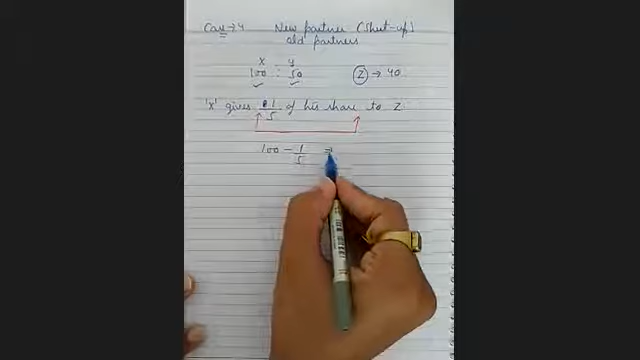 Case → 4 New partner (Shut-up)
old partners
x y
100 : 50 Z → 40
'x' gives 1/5 of his share to Z
100 - 1/5 =